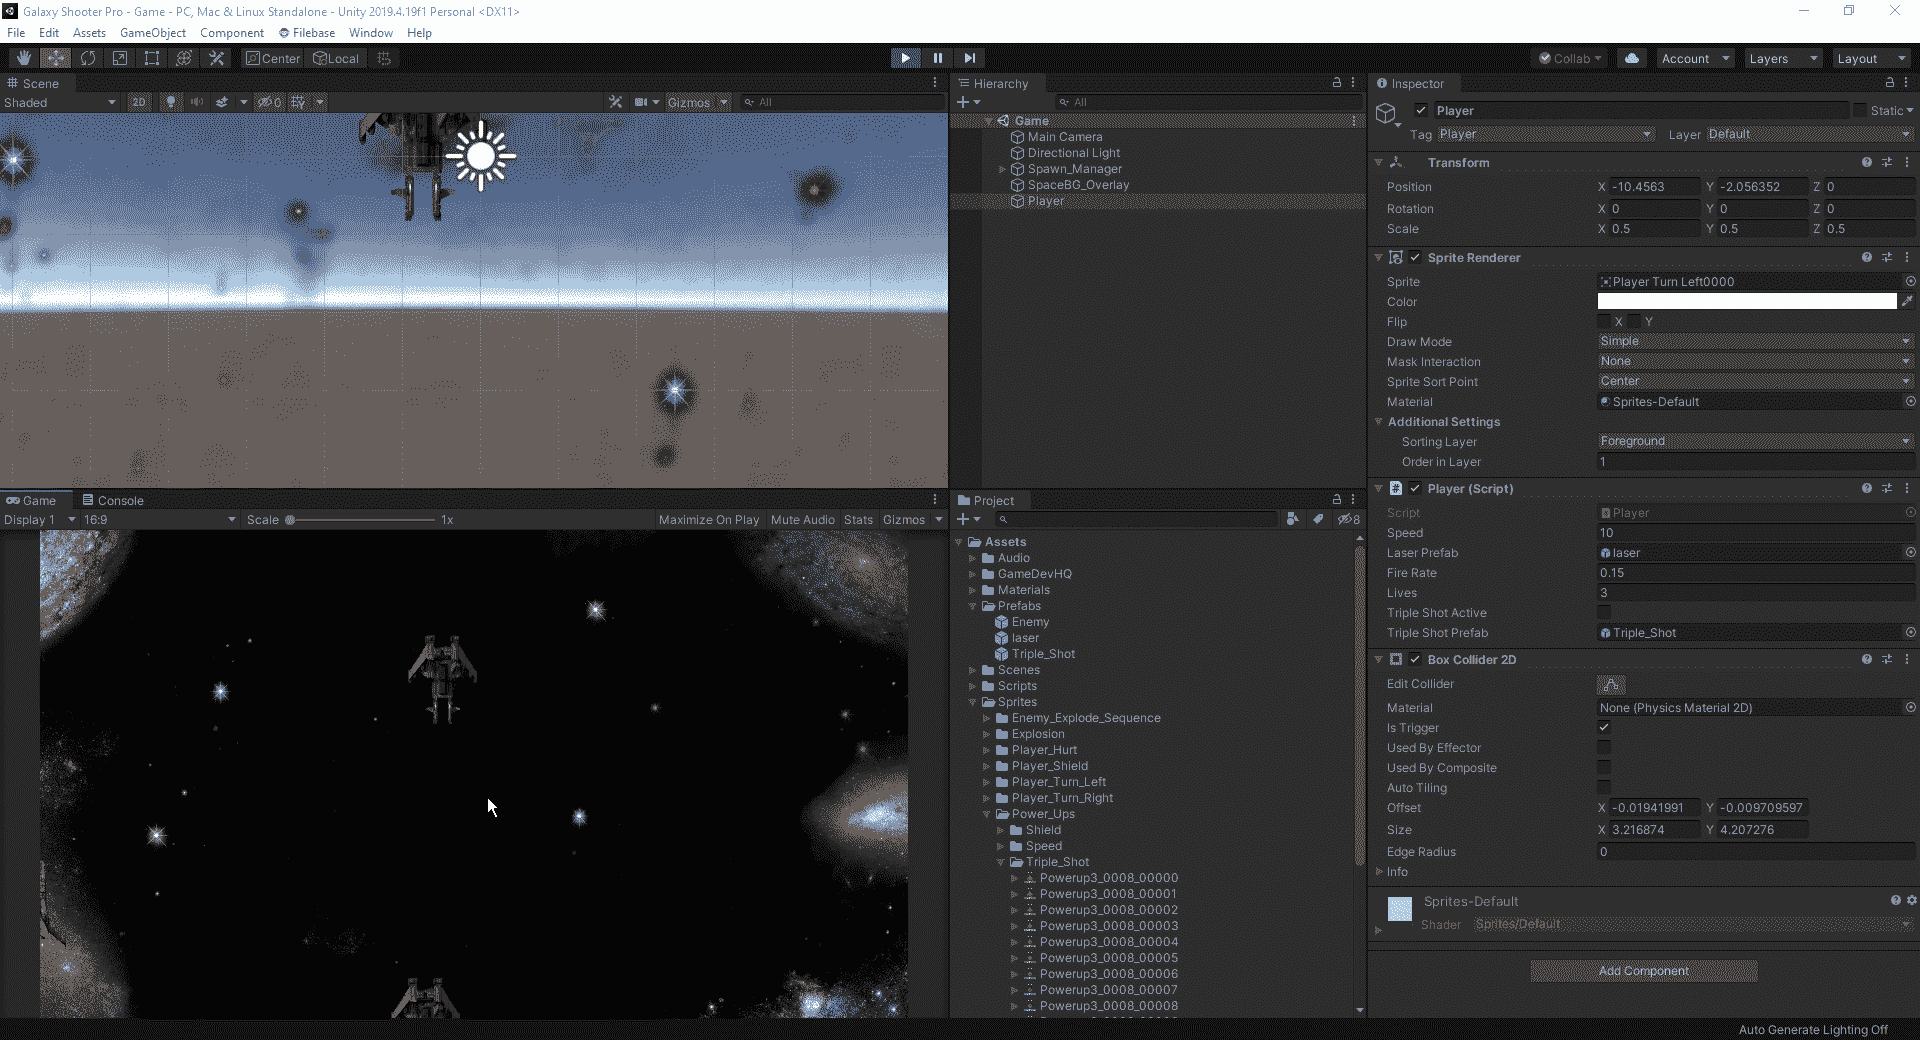 Galaxy Shooter Pro - Game - PC, Mac & Linux Standalone - Unity 2019.4.19f1 Personal <DX11>
File Edit Assets GameObject Component Filebase Window Help
Center Local Collab Account Layers Layout
Scene
Shaded 2D 0 Gizmos All
Hierarchy
All
Game
Main Camera
Directional Light
Spawn_Manager
SpaceBG_Overlay
Player
Game Console
Display 1 16:9 Scale 1x Maximize On Play Mute Audio Stats Gizmos
Project
8
Assets
Audio
GameDevHQ
Materials
Prefabs
Enemy
laser
Triple_Shot
Scenes
Scripts
Sprites
Enemy_Explode_Sequence
Explosion
Player_Hurt
Player_Shield
Player_Turn_Left
Player_Turn_Right
Power_Ups
Shield
Speed
Triple_Shot
Powerup3_0008_00000
Powerup3_0008_00001
Powerup3_0008_00002
Powerup3_0008_00003
Powerup3_0008_00004
Powerup3_0008_00005
Powerup3_0008_00006
Powerup3_0008_00007
Powerup3_0008_00008
Inspector
Player Static
Tag Player Layer Default
Transform
Position X -10.4563 Y -2.056352 Z 0
Rotation X 0 Y 0 Z 0
Scale X 0.5 Y 0.5 Z 0.5
Sprite Renderer
Sprite Player Turn Left0000
Color
Flip X Y
Draw Mode Simple
Mask Interaction None
Sprite Sort Point Center
Material Sprites-Default
Additional Settings
Sorting Layer Foreground
Order in Layer 1
Player (Script)
Script Player
Speed 10
Laser Prefab laser
Fire Rate 0.15
Lives 3
Triple Shot Active
Triple Shot Prefab Triple_Shot
Box Collider 2D
Edit Collider
Material None (Physics Material 2D)
Is Trigger
Used By Effector
Used By Composite
Auto Tiling
Offset X -0.01941991 Y -0.009709597
Size X 3.216874 Y 4.207276
Edge Radius 0
Info
Sprites-Default
Shader Sprites/Default
Add Component
Auto Generate Lighting Off